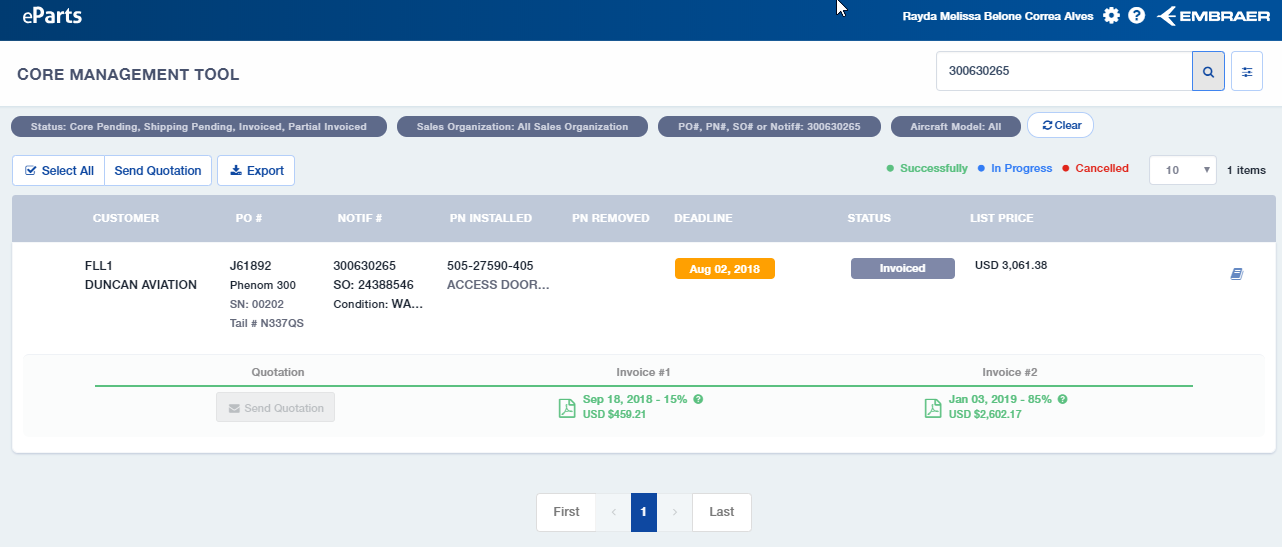 eParts
Rayda Melissa Belone Correa Alves
EMBRAER
CORE MANAGEMENT TOOL
300630265
Status: Core Pending, Shipping Pending, Invoiced, Partial Invoiced
Sales Organization: All Sales Organization
PO#, PN#, SO# or Notif#: 300630265
Aircraft Model: All
Clear
Select All
Send Quotation
Export
Successfully
In Progress
Cancelled
10
1 items
CUSTOMER PO # NOTIF # PN INSTALLED PN REMOVED DEADLINE STATUS LIST PRICE
FLL1 J61892 300630265 505-27590-405 Aug 02, 2018 Invoiced USD 3,061.38
DUNCAN AVIATION Phenom 300 SO: 24388546 ACCESS DOOR...
SN: 00202 Condition: WA...
Tail # N337QS
Quotation Invoice #1 Invoice #2
Send Quotation
Sep 18, 2018 - 15%
USD $459.21
Jan 03, 2019 - 85%
USD $2,602.17
First ‹ 1 › Last